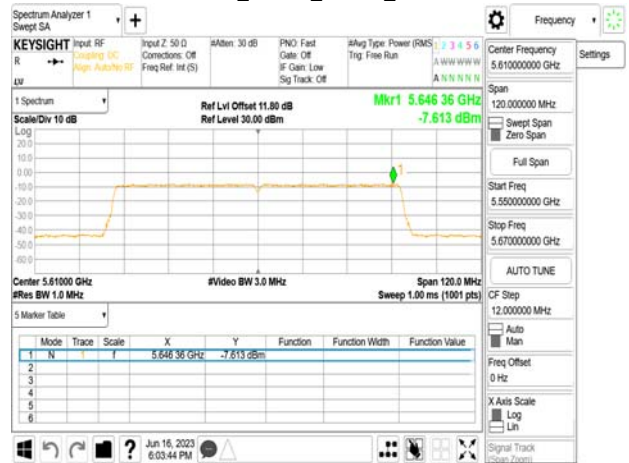 Spectrum Analyzer 1
Swept SA
Frequency
KEYSIGHT
R
Input: RF
Coupling: DC
Align: Auto/No RF
Input Z: 50 Ω
Corrections: Off
Freq Ref: Int (S)
#Atten: 30 dB
PNO: Fast
Gate: Off
IF Gain: Low
Sig Track: Off
#Avg Type: Power (RMS
Trig: Free Run
1 2 3 4 5 6
A W W W W W
A N N N N N
1 Spectrum
Scale/Div 10 dB
Ref Lvl Offset 11.80 dB
Ref Level 30.00 dBm
Mkr1 5.646 36 GHz
-7.613 dBm
Log
20.0
10.0
0.00
-10.0
-20.0
-30.0
-40.0
-50.0
-60.0
1
Center 5.61000 GHz
#Res BW 1.0 MHz
#Video BW 3.0 MHz
Span 120.0 MHz
Sweep 1.00 ms (1001 pts)
5 Marker Table
Mode Trace Scale X Y Function Function Width Function Value
1 N 1 f 5.646 36 GHz -7.613 dBm
2
3
4
5
6
Jun 16, 2023
6:03:44 PM
Center Frequency
5.610000000 GHz
Settings
Span
120.000000 MHz
Swept Span
Zero Span
Full Span
Start Freq
5.550000000 GHz
Stop Freq
5.670000000 GHz
AUTO TUNE
CF Step
12.000000 MHz
Auto
Man
Freq Offset
0 Hz
X Axis Scale
Log
Lin
Signal Track
(Span Zoom)